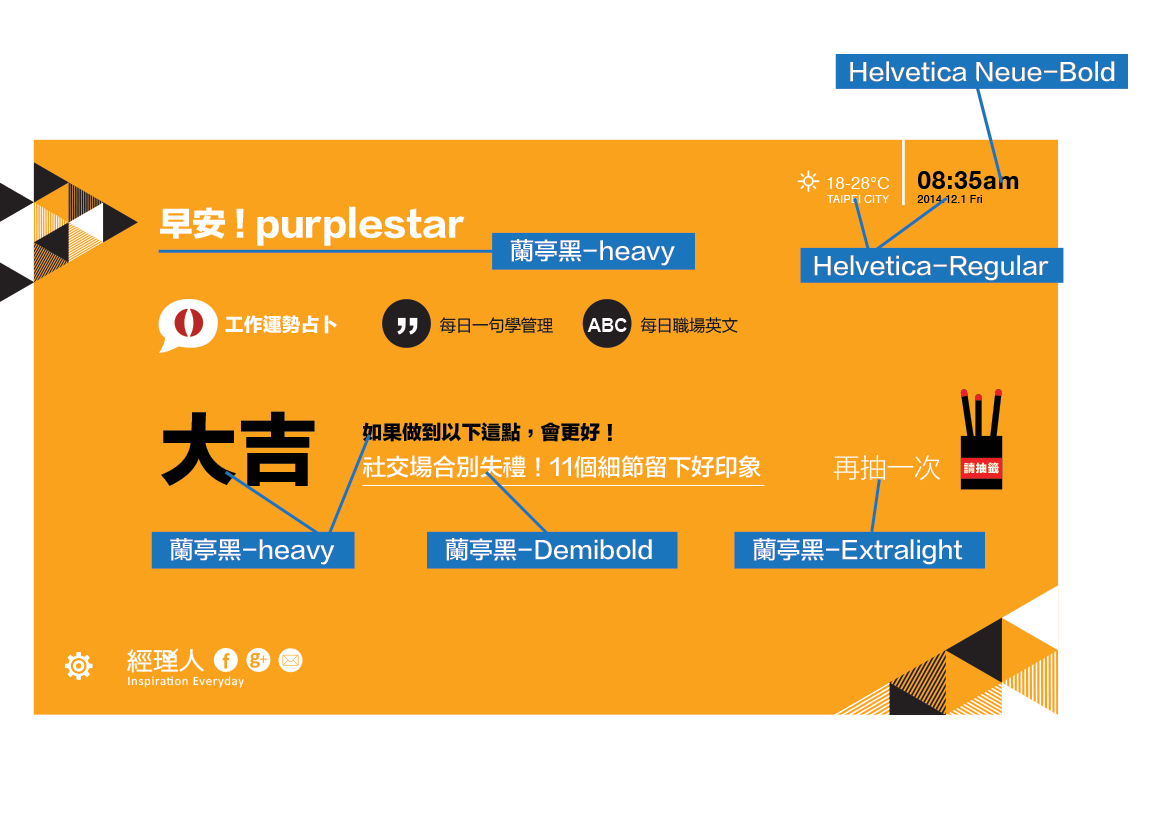 Helvetica Neue-Bold
18-28°C
TAIPEI CITY
08:35am
2014.12.1 Fri
早安！purplestar
蘭亭黑-heavy
Helvetica-Regular
工作運勢占卜
每日一句學管理
ABC
每日職場英文
大吉
如果做到以下這點，會更好！
社交場合別失禮！11個細節留下好印象
再抽一次
請抽籤
蘭亭黑-heavy
蘭亭黑-Demibold
蘭亭黑-Extralight
經理人
f
g+
Inspiration Everyday